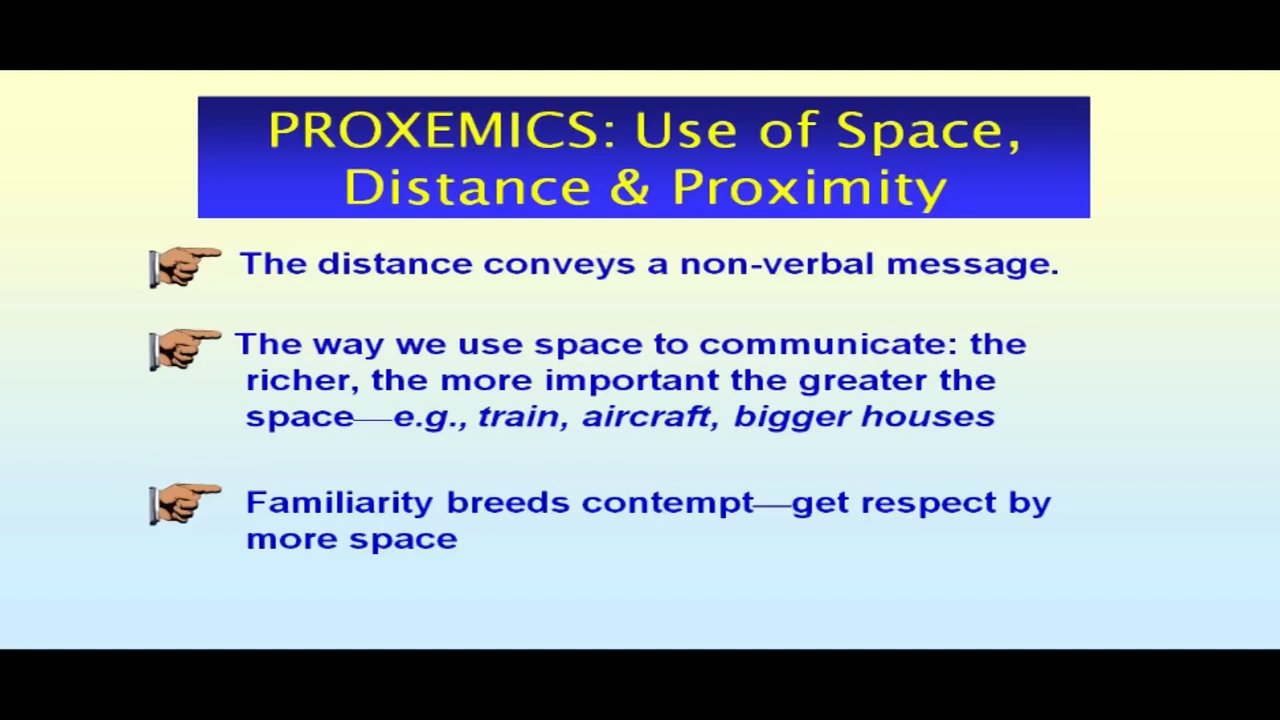 PROXEMICS: Use of Space,
Distance & Proximity
The distance conveys a non-verbal message.
The way we use space to communicate: the
richer, the more important the greater the
space—e.g., train, aircraft, bigger houses
Familiarity breeds contempt—get respect by
more space